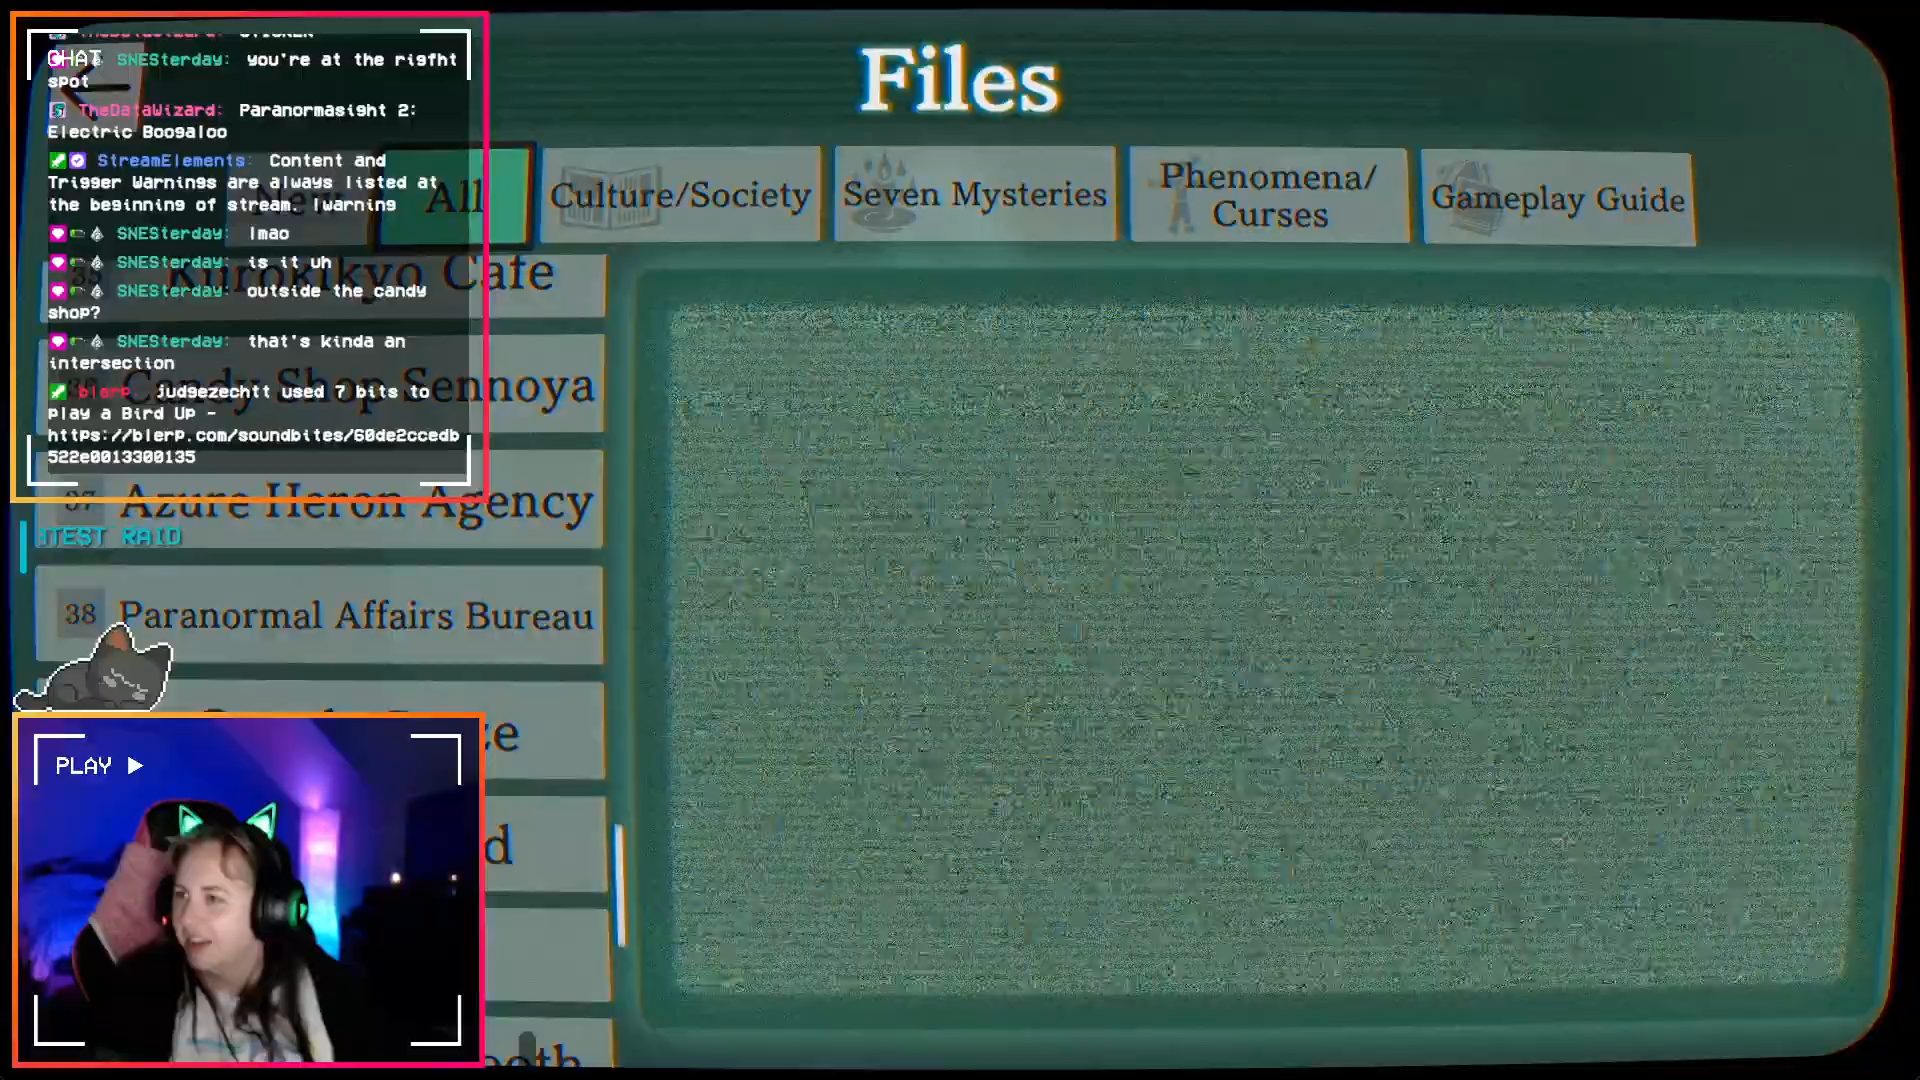 Files
CHAT
SNESterday: you're at the rigfht
spot
TheDataWizard: Paranormasight 2:
Electric Boogaloo
StreamElements: Content and
Trigger Warnings are always listed at
the beginning of stream. !warning
SNESterday: lmao
SNESterday: is it uh
SNESterday: outside the candy
shop?
SNESterday: that's kinda an
intersection
blerp: judgezechtt used 7 bits to
play a Bird Up -
https://blerp.com/soundbites/60de2ccedb
522e0013300135
New
All
Culture/Society
Seven Mysteries
Phenomena/
Curses
Gameplay Guide
Cafe
Candy Shop Sennoya
37 Azure Heron Agency
TEST RAID
38 Paranormal Affairs Bureau
PLAY